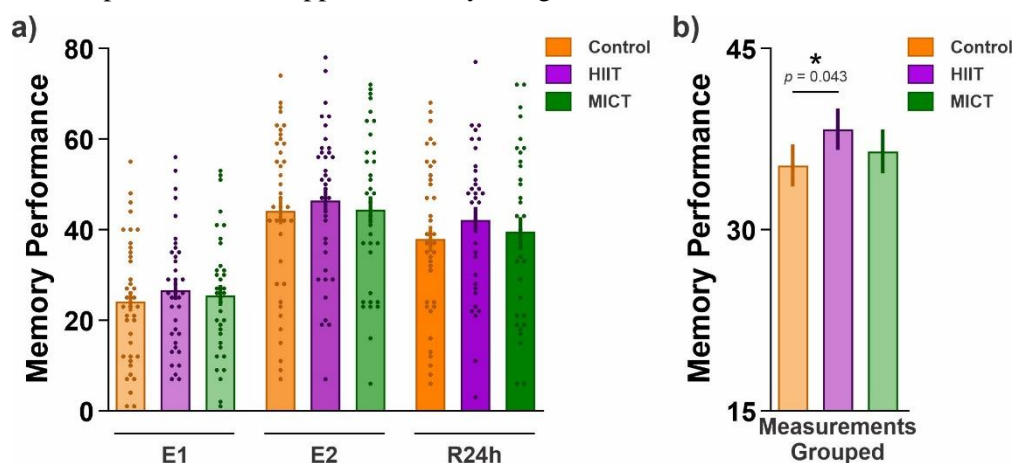 a)
Memory Performance
80
60
40
20
0
Control
HIIT
MICT
E1
E2
R24h
b)
Memory Performance
45
30
15
*
p = 0.043
Control
HIIT
MICT
Measurements
Grouped